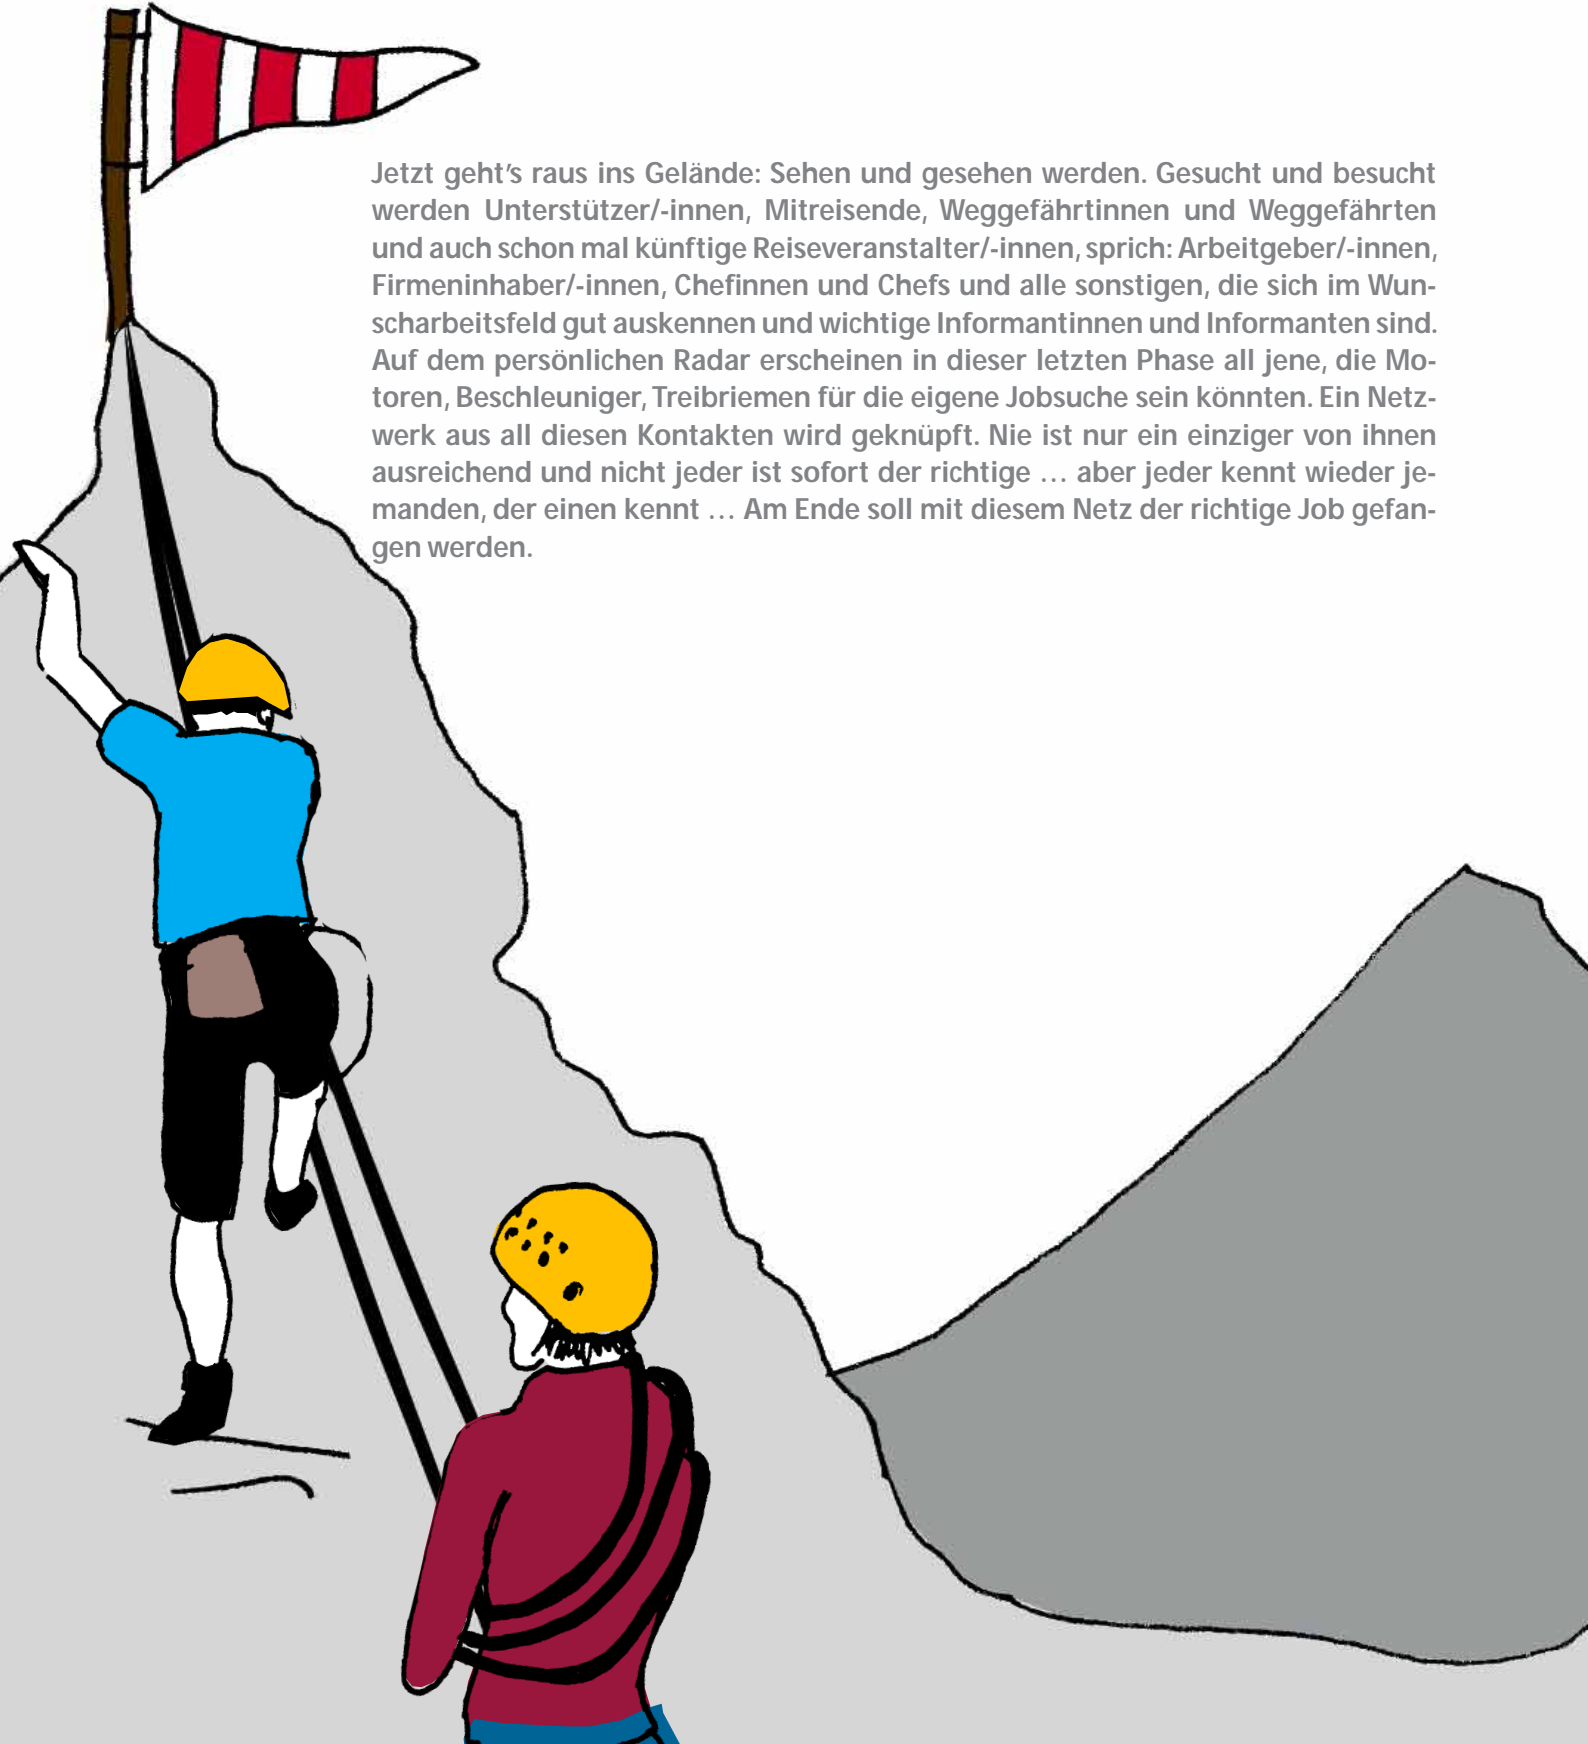 Jetzt geht's raus ins Gelände: Sehen und gesehen werden. Gesucht und besucht
werden Unterstützer/-innen, Mitreisende, Weggefährtinnen und Weggefährten
und auch schon mal künftige Reiseveranstalter/-innen, sprich: Arbeitgeber/-innen,
Firmeninhaber/-innen, Chefinnen und Chefs und alle sonstigen, die sich im Wun-
scharbeitsfeld gut auskennen und wichtige Informantinnen und Informanten sind.
Auf dem persönlichen Radar erscheinen in dieser letzten Phase all jene, die Mo-
toren, Beschleuniger, Treibriemen für die eigene Jobsuche sein könnten. Ein Netz-
werk aus all diesen Kontakten wird geknüpft. Nie ist nur ein einziger von ihnen
ausreichend und nicht jeder ist sofort der richtige … aber jeder kennt wieder je-
manden, der einen kennt … Am Ende soll mit diesem Netz der richtige Job gefan-
gen werden.